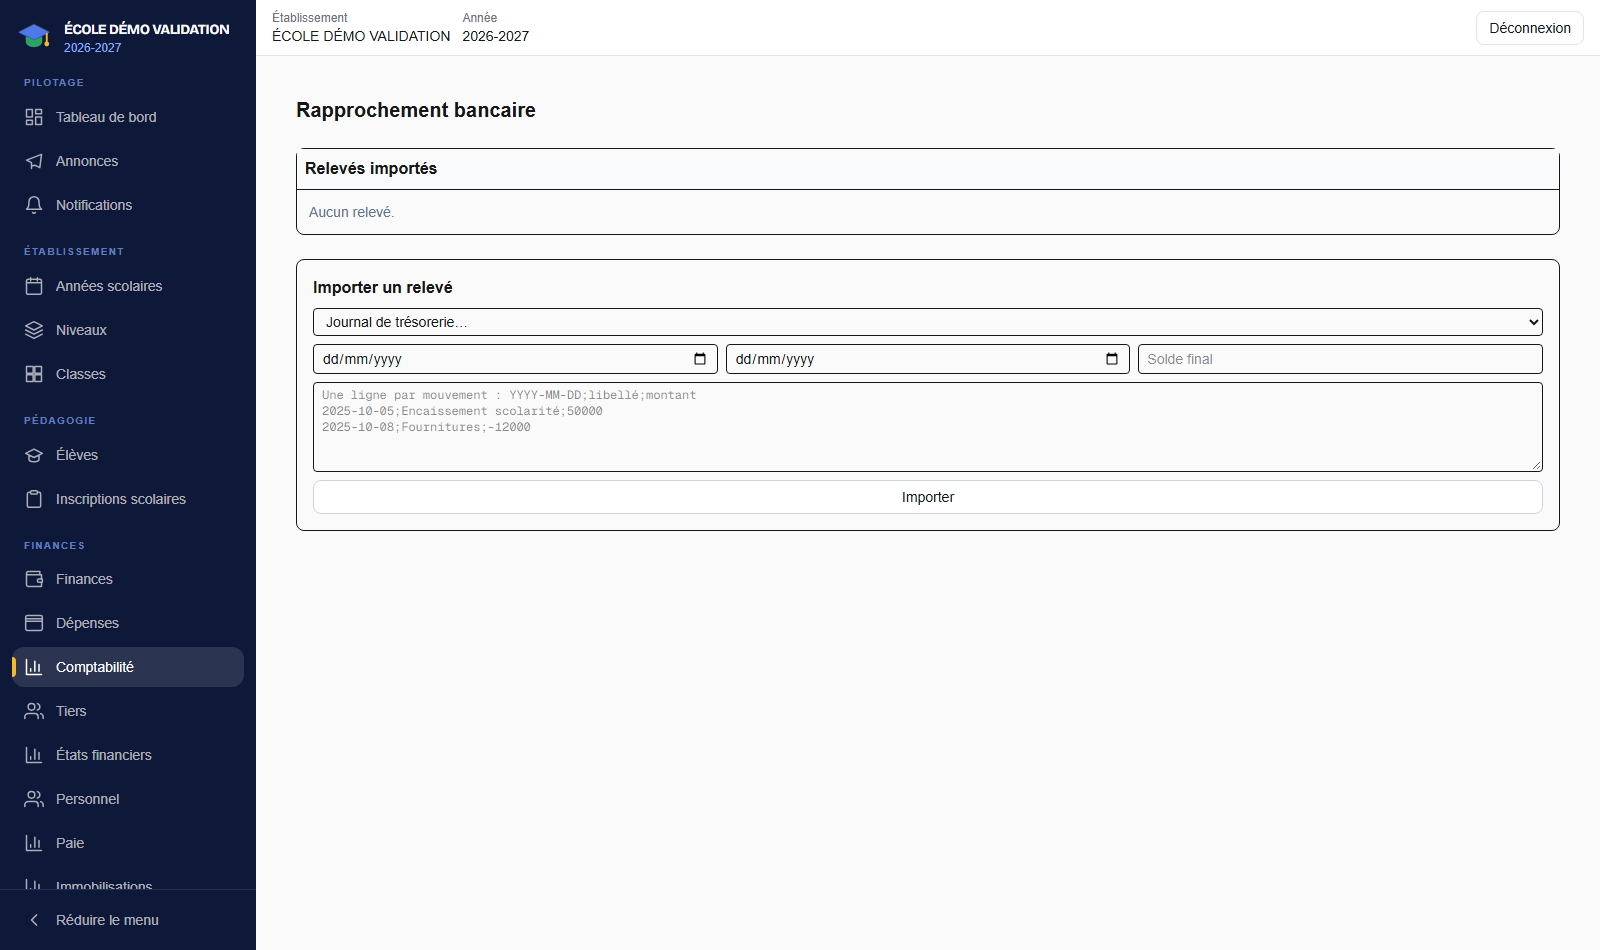 ÉCOLE DÉMO VALIDATION
2026-2027
PILOTAGE
Tableau de bord
Annonces
Notifications
ÉTABLISSEMENT
Années scolaires
Niveaux
Classes
PÉDAGOGIE
Élèves
Inscriptions scolaires
FINANCES
Finances
Dépenses
Comptabilité
Tiers
États financiers
Personnel
Paie
Immobilisations
Réduire le menu
Établissement
ÉCOLE DÉMO VALIDATION
Année
2026-2027
Déconnexion
Rapprochement bancaire
Relevés importés
Aucun relevé.
Importer un relevé
Journal de trésorerie…
dd/mm/yyyy
dd/mm/yyyy
Solde final
Une ligne par mouvement : YYYY-MM-DD;libellé;montant
2025-10-05;Encaissement scolarité;50000
2025-10-08;Fournitures;-12000
Importer